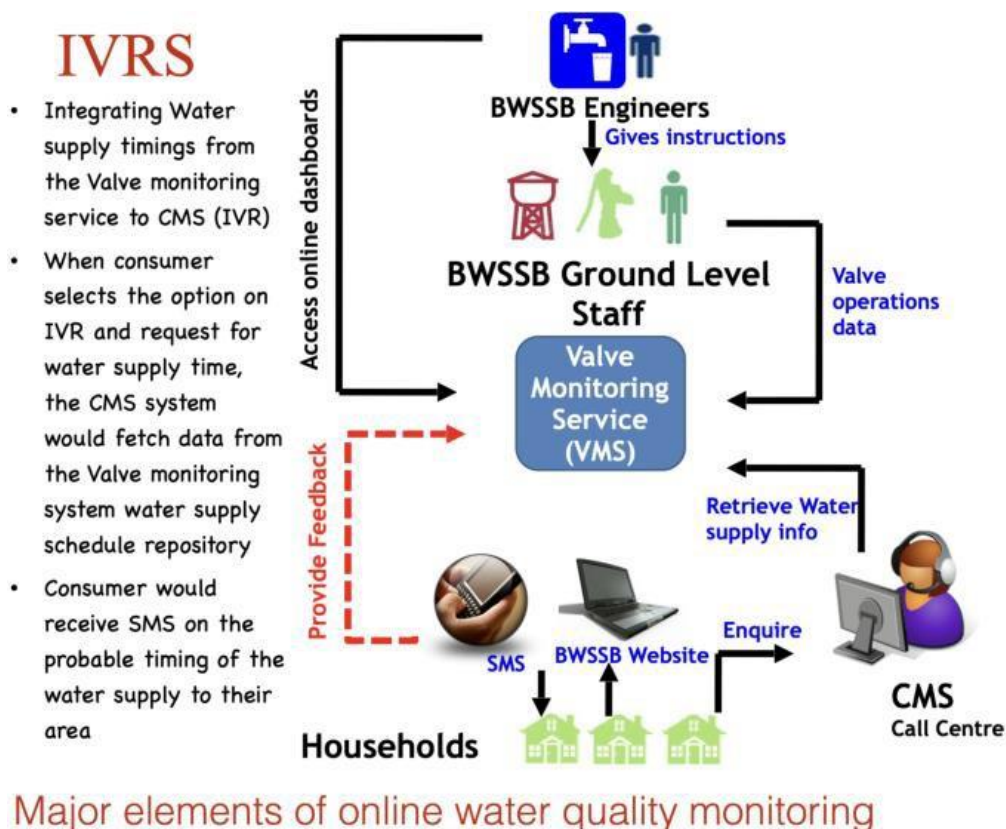 IVRS
• Integrating Water
supply timings from
the Valve monitoring
service to CMS (IVR)
• When consumer
selects the option on
IVR and request for
water supply time,
the CMS system
would fetch data from
the Valve monitoring
system water supply
schedule repository
• Consumer would
receive SMS on the
probable timing of the
water supply to their
area
Access online dashboards
BWSSB Engineers
Gives instructions
BWSSB Ground Level
Staff
Valve
operations
data
Valve
Monitoring
Service
(VMS)
Provide Feedback
Retrieve Water
supply info
SMS
BWSSB Website
Enquire
CMS
Call Centre
Households
Major elements of online water quality monitoring